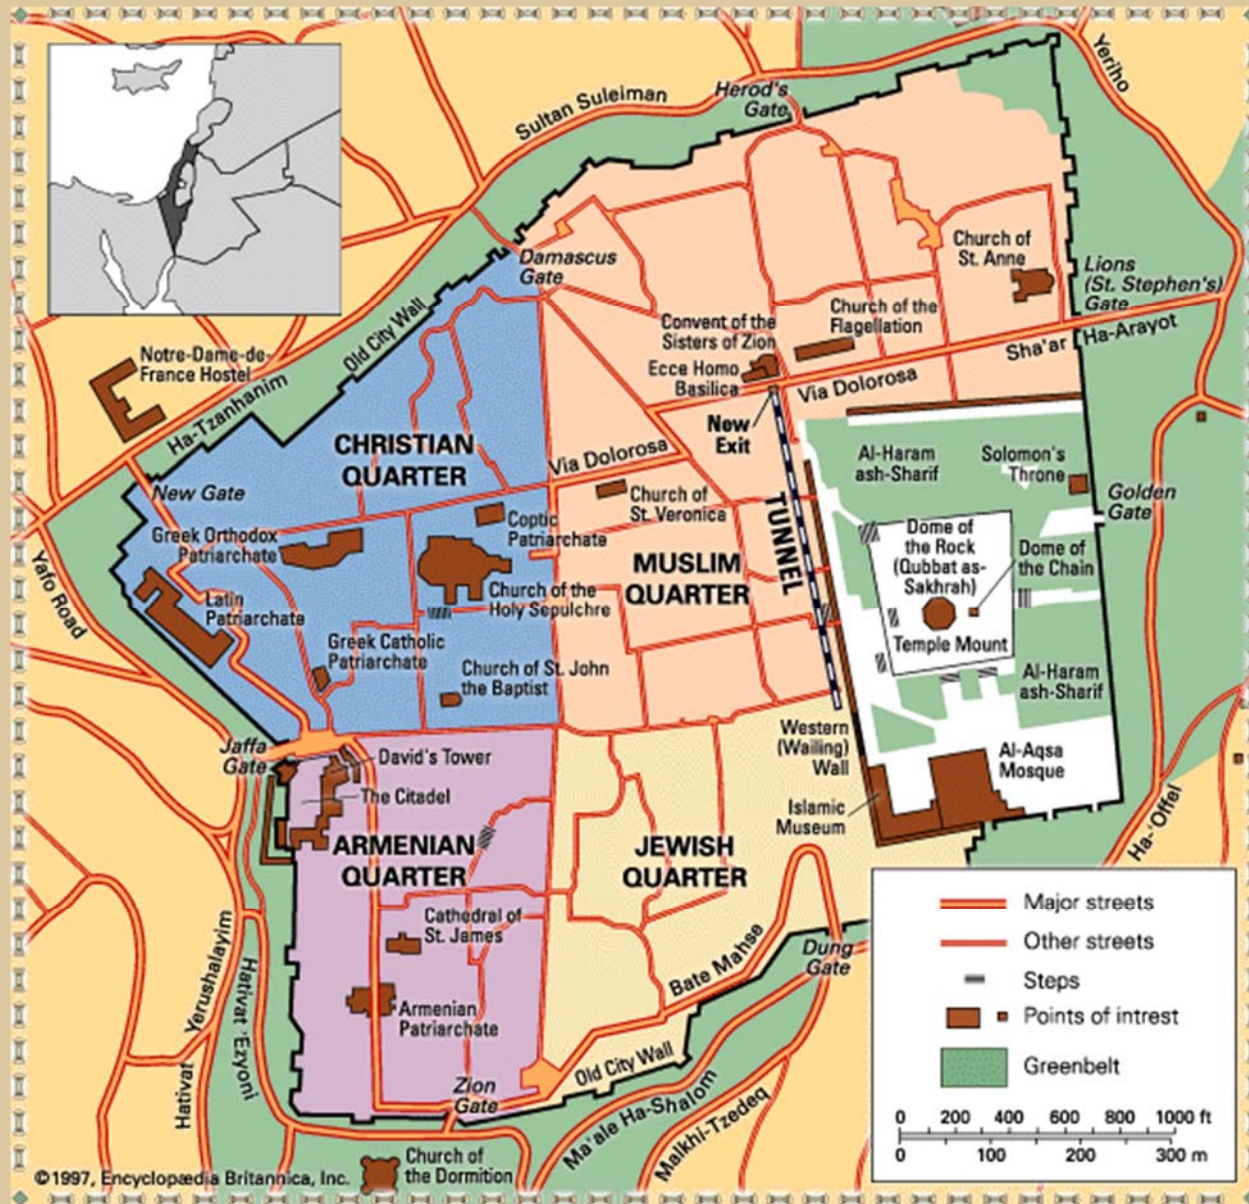 Yeriho
Herod's
Gate
Sultan Suleiman
Damascus
Gate
Church of
St. Anne
Lions
(St. Stephen's)
Gate
Old City Wall
Convent of the
Sisters of Zion
Church of the
Flagellation
Sha'ar Ha-Arayot
Notre-Dame-de-
France Hostel
Ecce Homo
Basilica
Via Dolorosa
Ha-Tzanhanim
New
Exit
CHRISTIAN
QUARTER
Via Dolorosa
Al-Haram
ash-Sharif
Solomon's
Throne
New Gate
Church of
St. Veronica
TUNNEL
Golden
Gate
Greek Orthodox
Patriarchate
Coptic
Patriarchate
Dome of
the Rock
(Qubbat as-
Sakhrah)
Dome of
the Chain
MUSLIM
QUARTER
Yafo Road
Latin
Patriarchate
Church of the
Holy Sepulchre
Temple Mount
Greek Catholic
Patriarchate
Church of St. John
the Baptist
Al-Haram
ash-Sharif
Jaffa
Gate
David's Tower
Western
(Wailing)
Wall
Al-Aqsa
Mosque
The Citadel
Islamic
Museum
Ha-'Offel
ARMENIAN
QUARTER
JEWISH
QUARTER
Cathedral of
St. James
Dung
Gate
Bate Mahse
Hativat Yerushalayim
Hativat 'Ezyoni
Armenian
Patriarchate
Old City Wall
Zion
Gate
Ma'ale Ha-Shalom
Malkhi-Tzedeq
Church of
the Dormition
Major streets
Other streets
Steps
Points of intrest
Greenbelt
0 200 400 600 800 1000 ft
0 100 200 300 m
©1997, Encyclopædia Britannica, Inc.